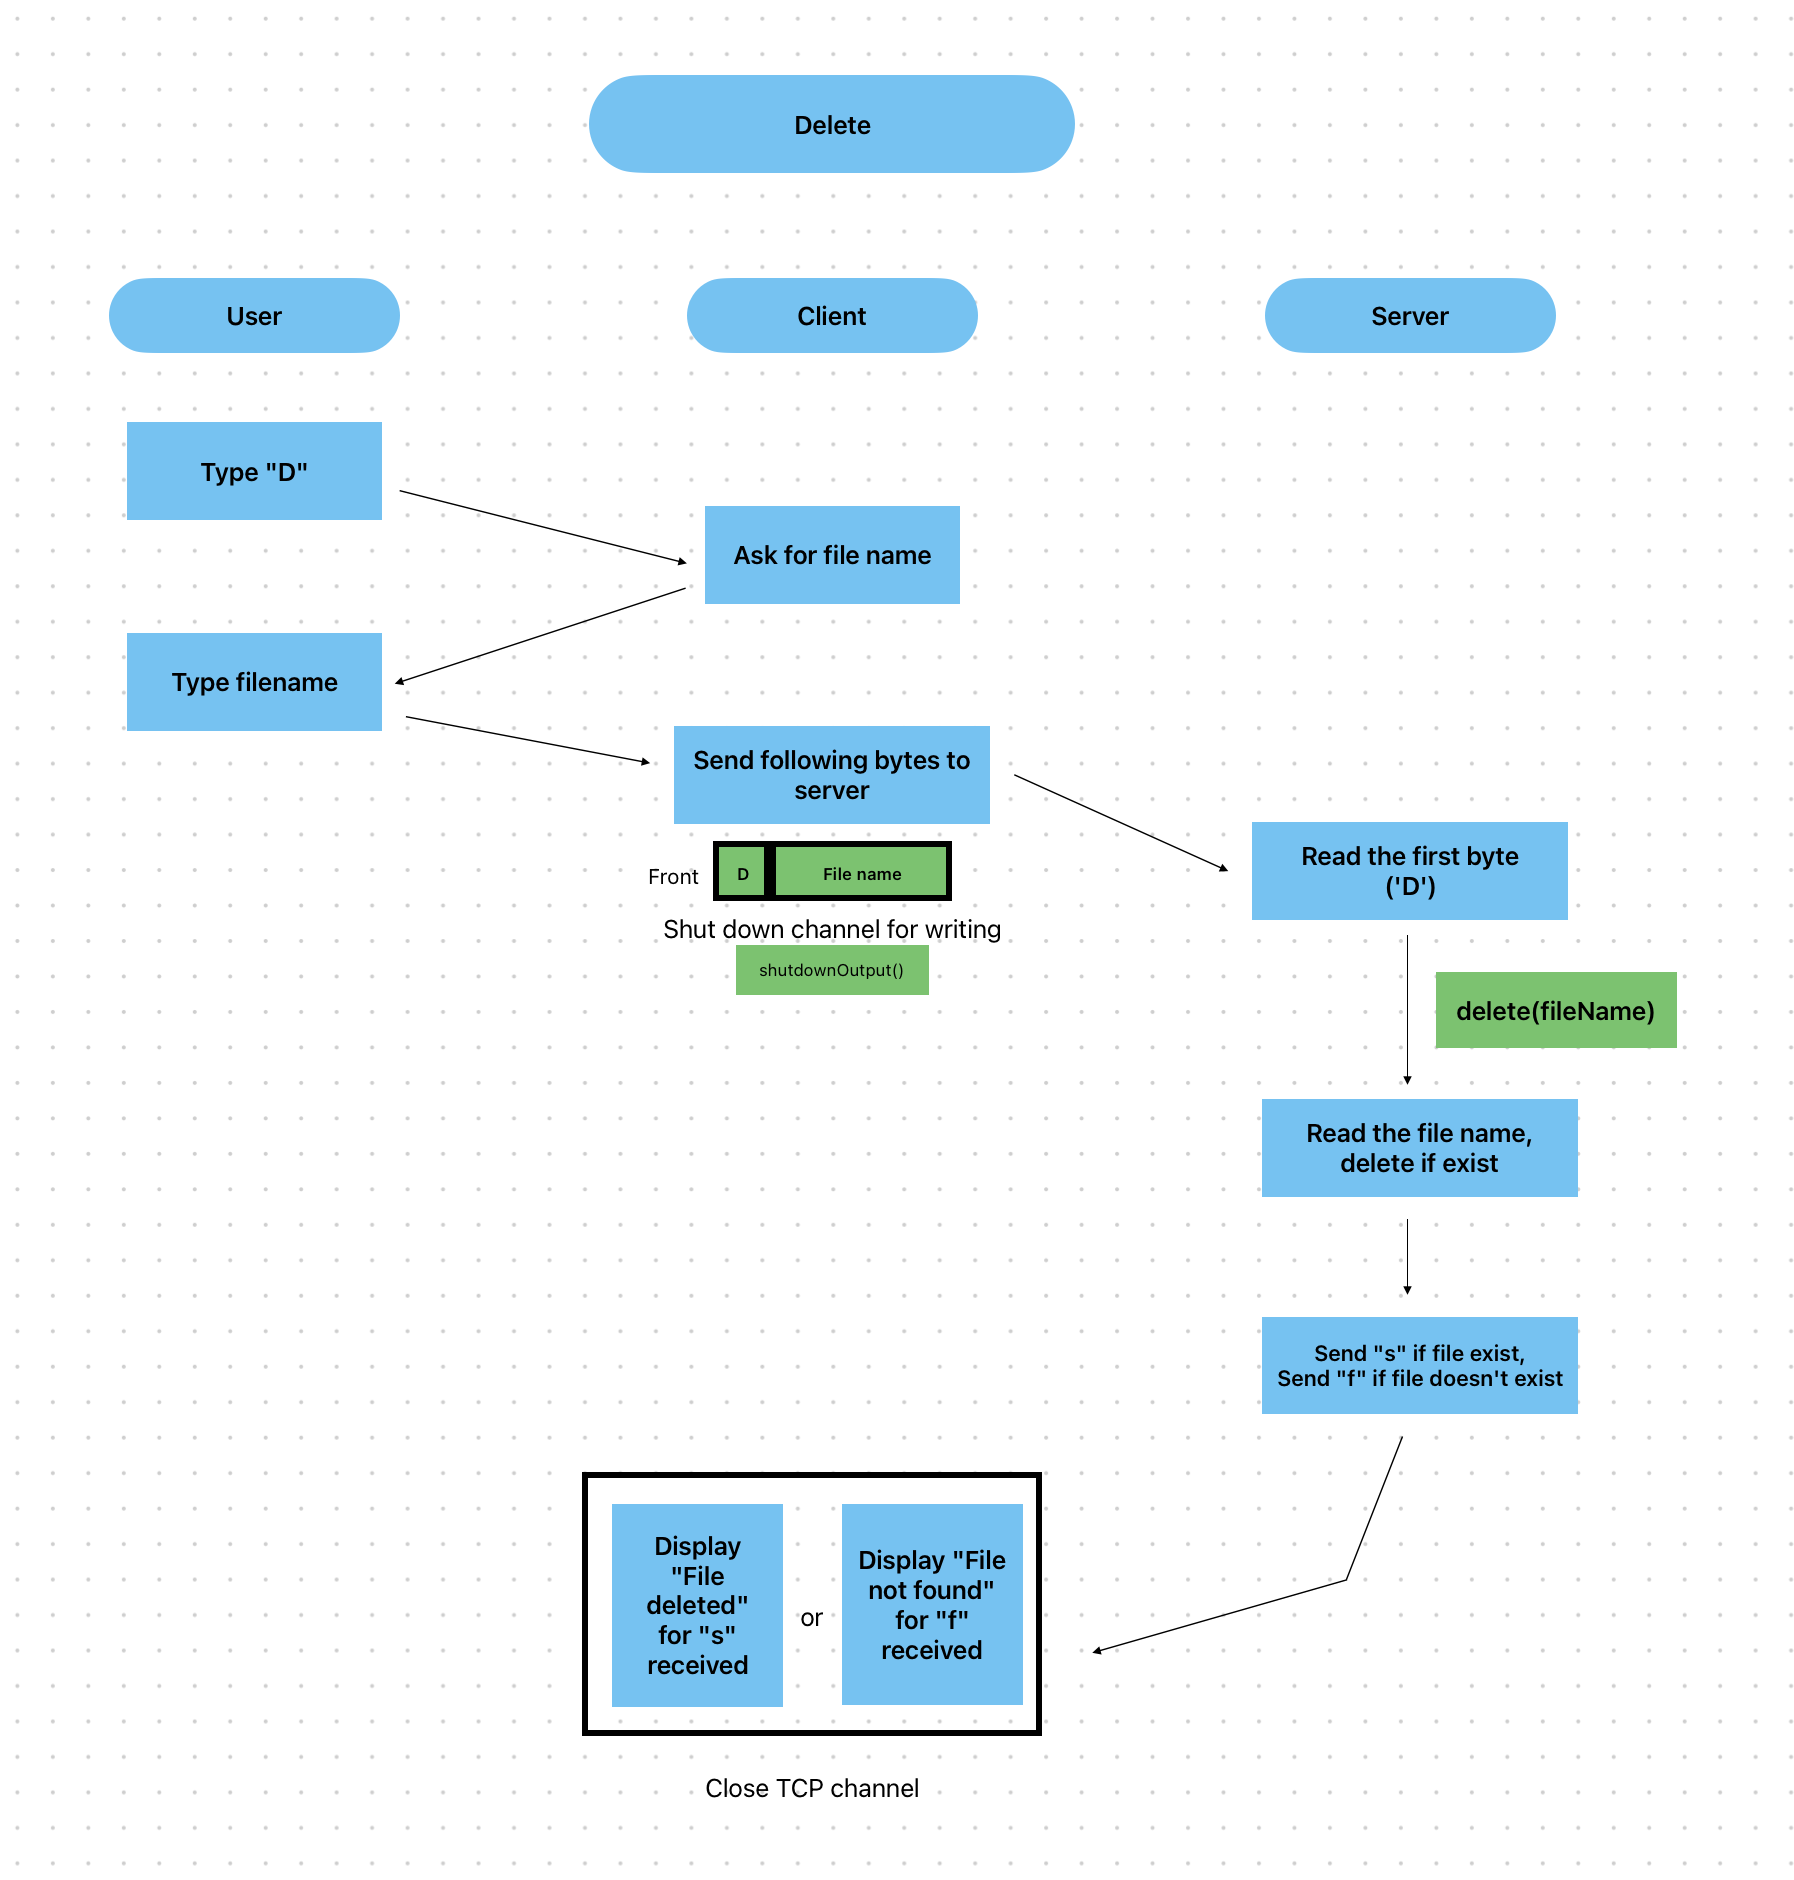 Delete
User
Client
Server
Type "D"
Ask for file name
Type filename
Send following bytes to
server
Front
D
File name
Shut down channel for writing
shutdownOutput()
Read the first byte
('D')
delete(fileName)
Read the file name,
delete if exist
Send "s" if file exist,
Send "f" if file doesn't exist
Display
"File
deleted"
for "s"
received
or
Display "File
not found"
for "f"
received
Close TCP channel